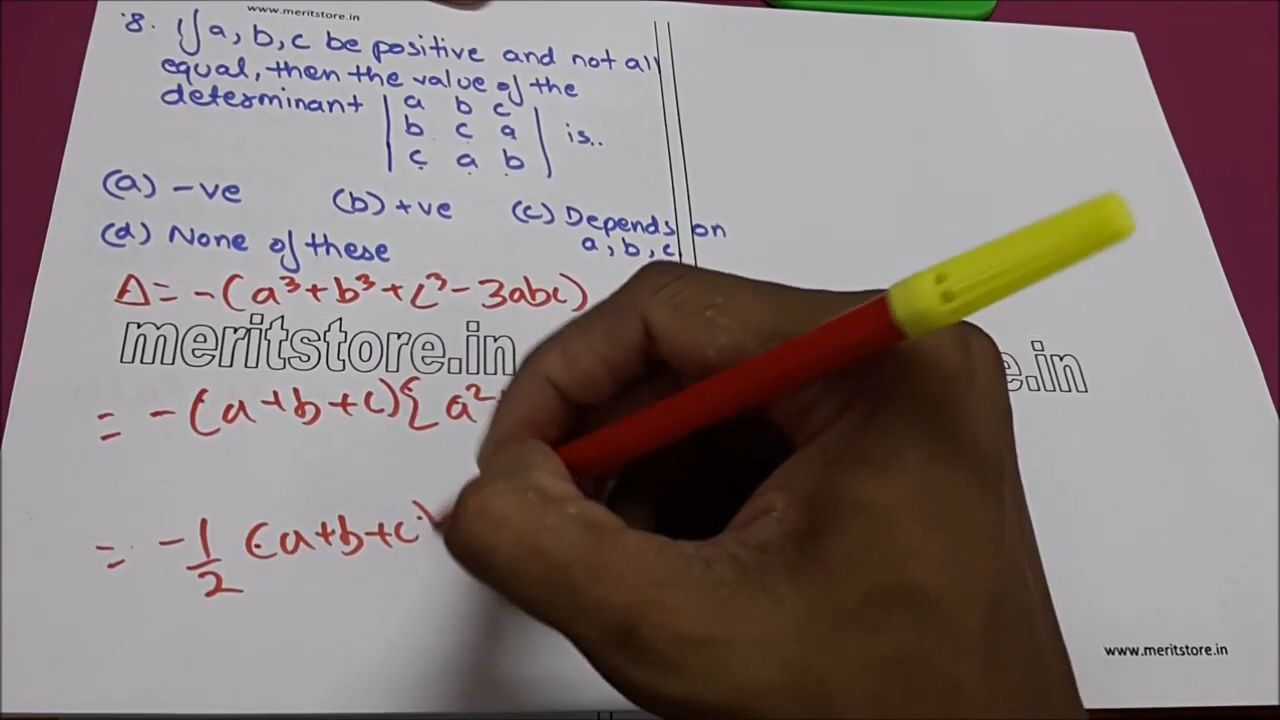 www.meritstore.in
8. If a, b, c be positive and not all
equal, then the value of the
determinant | a b c |
| b c a | is..
| c a b |
(a) -ve (b) +ve (c) Depends on
a, b, c
(d) None of these
Δ = -(a³+b³+c³-3abc)
meritstore.in
e.in
= -(a+b+c){a²
= -1/2 (a+b+c)
www.meritstore.in